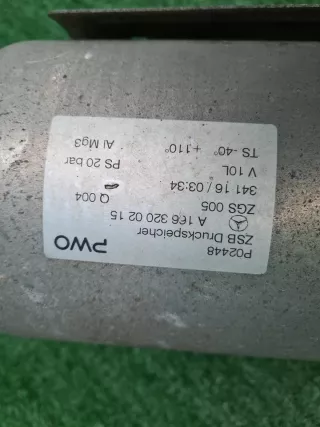 PWO
P02448
ZSB Druckspeicher
A 166 320 02 15
ZGS 005 Q 004
341 16 / 03:34
V 10L PS 20 bar
TS -40° +110° Al Mg3